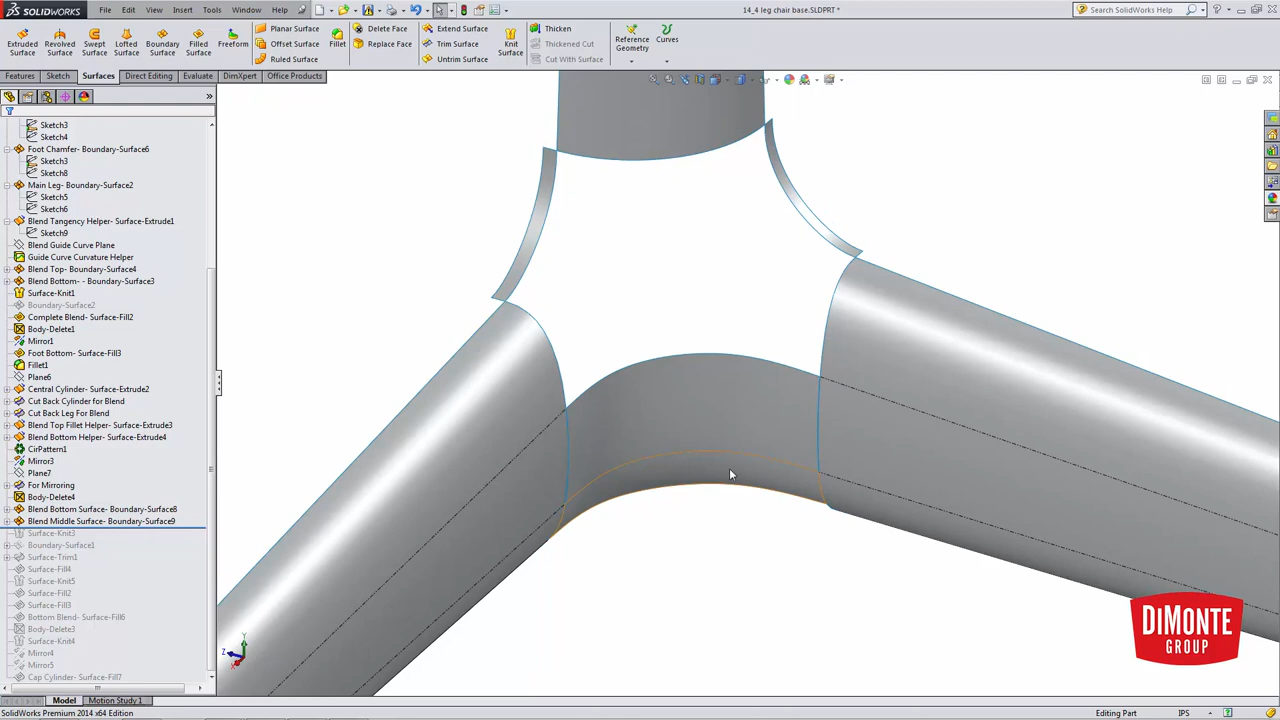 SOLIDWORKS File Edit View Insert Tools Window Help 14_4 leg chair base.SLDPRT * Search SolidWorks Help
Extruded Surface
Revolved Surface
Swept Surface
Lofted Surface
Boundary Surface
Filled Surface
Freeform
Planar Surface
Offset Surface
Ruled Surface
Fillet
Delete Face
Replace Face
Extend Surface
Trim Surface
Untrim Surface
Knit Surface
Thicken
Thickened Cut
Cut With Surface
Reference Geometry
Curves
Features Sketch Surfaces Direct Editing Evaluate DimXpert Office Products
Sketch3
Sketch4
Foot Chamfer- Boundary-Surface6
Sketch3
Sketch8
Main Leg- Boundary-Surface2
Sketch5
Sketch6
Blend Tangency Helper- Surface-Extrude1
Sketch9
Blend Guide Curve Plane
Guide Curve Curvature Helper
Blend Top- Boundary-Surface4
Blend Bottom- - Boundary-Surface3
Surface-Knit1
Boundary-Surface2
Complete Blend- Surface-Fill2
Body-Delete1
Mirror1
Foot Bottom- Surface-Fill3
Fillet1
Plane6
Central Cylinder- Surface-Extrude2
Cut Back Cylinder for Blend
Cut Back Leg For Blend
Blend Top Fillet Helper- Surface-Extrude3
Blend Bottom Helper- Surface-Extrude4
CirPattern1
Mirror3
Plane7
For Mirroring
Body-Delete4
Blend Bottom Surface- Boundary-Surface8
Blend Middle Surface- Boundary-Surface9
Surface-Knit3
Boundary-Surface1
Surface-Trim1
Surface-Fill4
Surface-Knit5
Surface-Fill2
Surface-Fill3
Bottom Blend- Surface-Fill6
Body-Delete3
Surface-Knit4
Mirror4
Mirror5
Cap Cylinder- Surface-Fill7
Y
Z
X
DIMONTE
GROUP
Model Motion Study 1
SolidWorks Premium 2014 x64 Edition Editing Part IPS